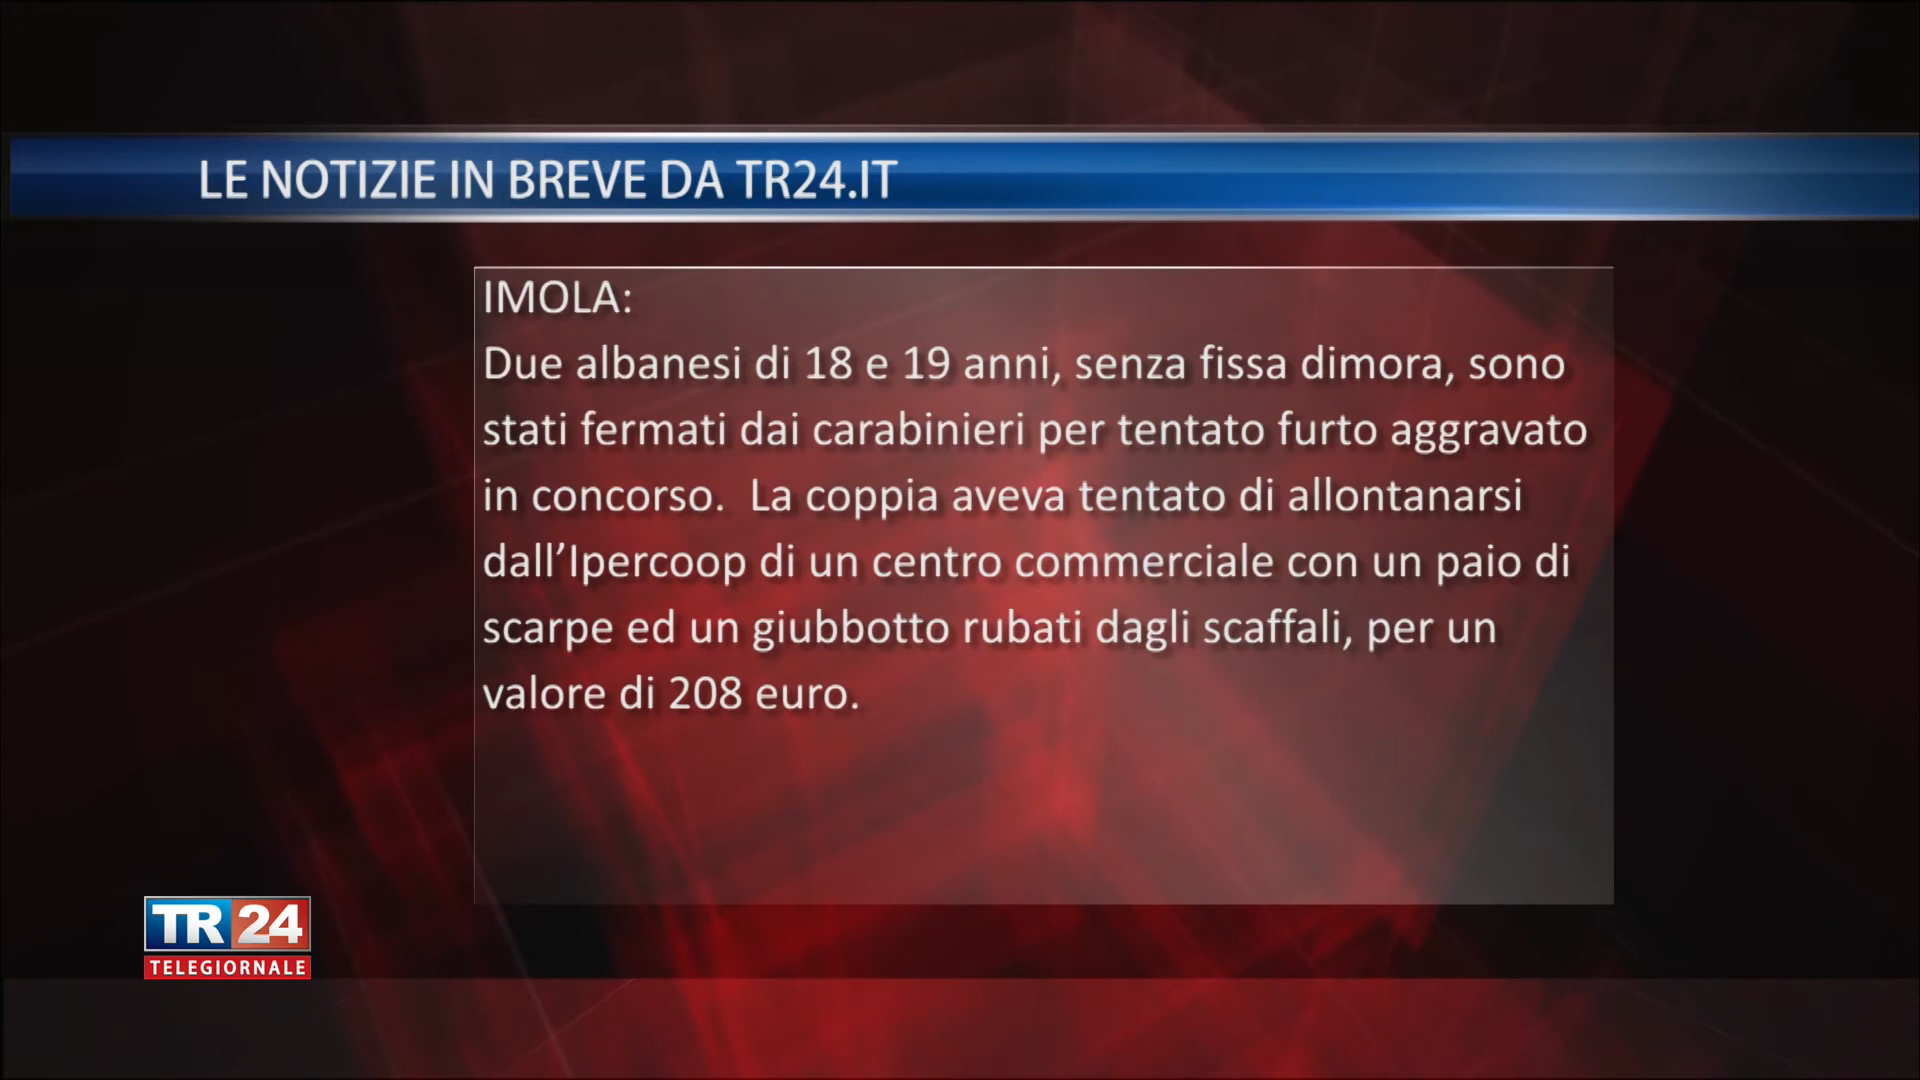 LE NOTIZIE IN BREVE DA TR24.IT
IMOLA:
Due albanesi di 18 e 19 anni, senza fissa dimora, sono
stati fermati dai carabinieri per tentato furto aggravato
in concorso.  La coppia aveva tentato di allontanarsi
dall’Ipercoop di un centro commerciale con un paio di
scarpe ed un giubbotto rubati dagli scaffali, per un
valore di 208 euro.
TR 24
TELEGIORNALE